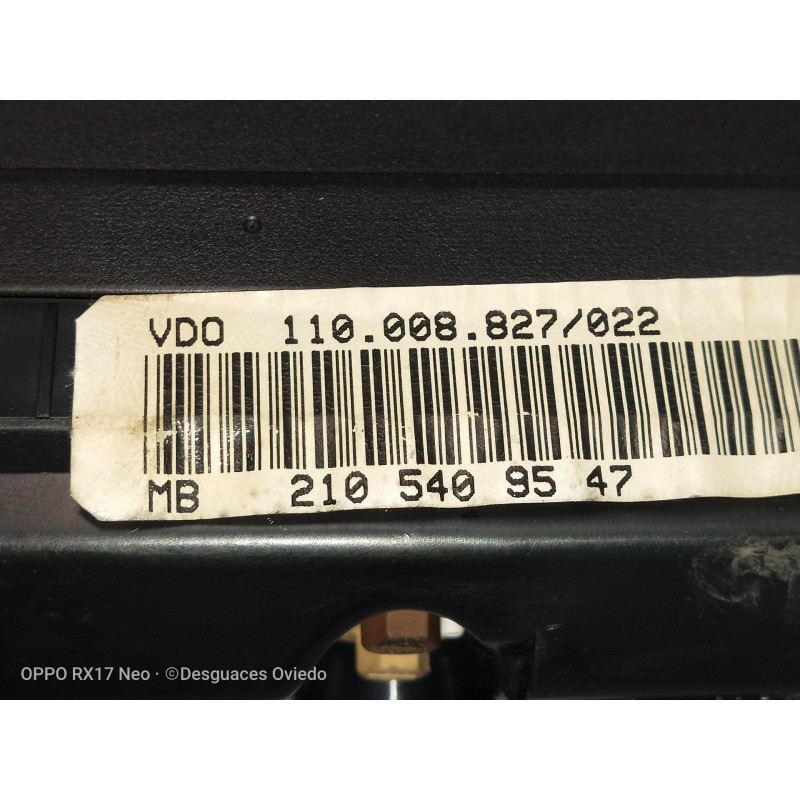 VDO 110.008.827/022
MB 210 540 95 47
OPPO RX17 Neo · ©Desguaces Oviedo